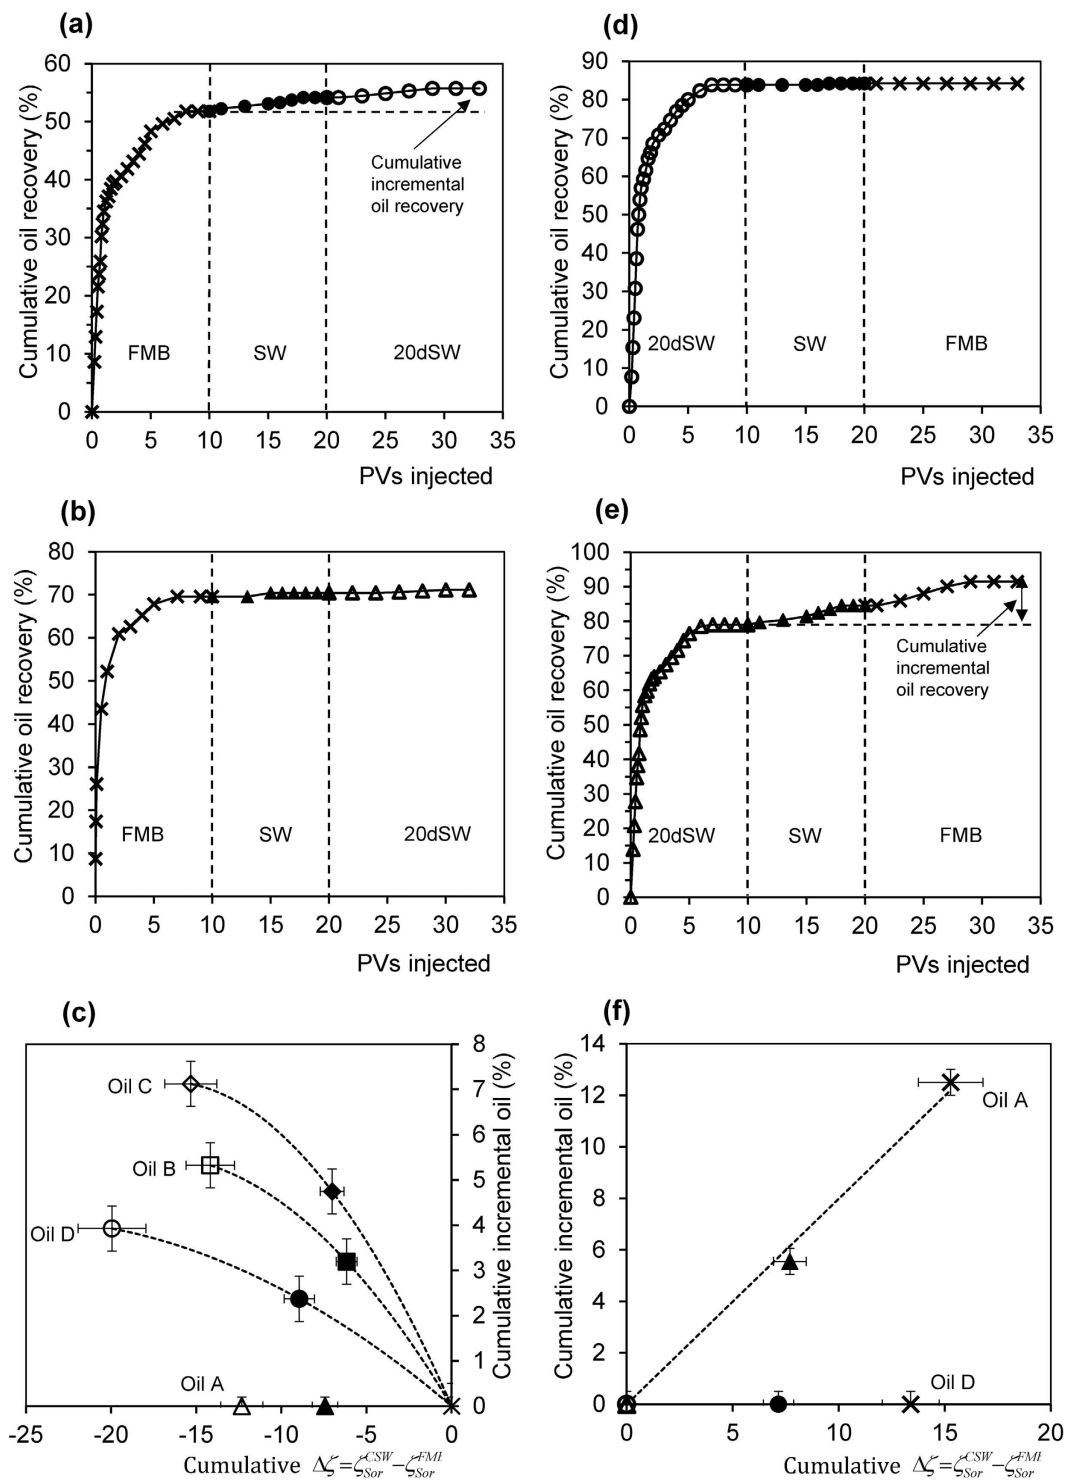 (a)
Cumulative oil recovery (%)
60
50
40
30
20
10
0
FMB
SW
20dSW
Cumulative
incremental
oil recovery
0 5 10 15 20 25 30 35
PVs injected
(d)
Cumulative oil recovery (%)
90
80
70
60
50
40
30
20
10
0
20dSW
SW
FMB
0 5 10 15 20 25 30 35
PVs injected
(b)
Cumulative oil recovery (%)
80
70
60
50
40
30
20
10
0
FMB
SW
20dSW
0 5 10 15 20 25 30 35
PVs injected
(e)
Cumulative oil recovery (%)
100
90
80
70
60
50
40
30
20
10
0
20dSW
SW
FMB
Cumulative
incremental
oil recovery
0 5 10 15 20 25 30 35
PVs injected
(c)
8
7
6
5
4
3
2
1
0
Cumulative incremental oil (%)
Oil C
Oil B
Oil D
Oil A
-25 -20 -15 -10 -5 0
Cumulative Δζ=ζ^CSW_Sor−ζ^FMI_Sor
(f)
Cumulative incremental oil (%)
14
12
10
8
6
4
2
0
Oil A
Oil D
0 5 10 15 20
Cumulative Δζ=ζ^CSW_Sor−ζ^FMI_Sor